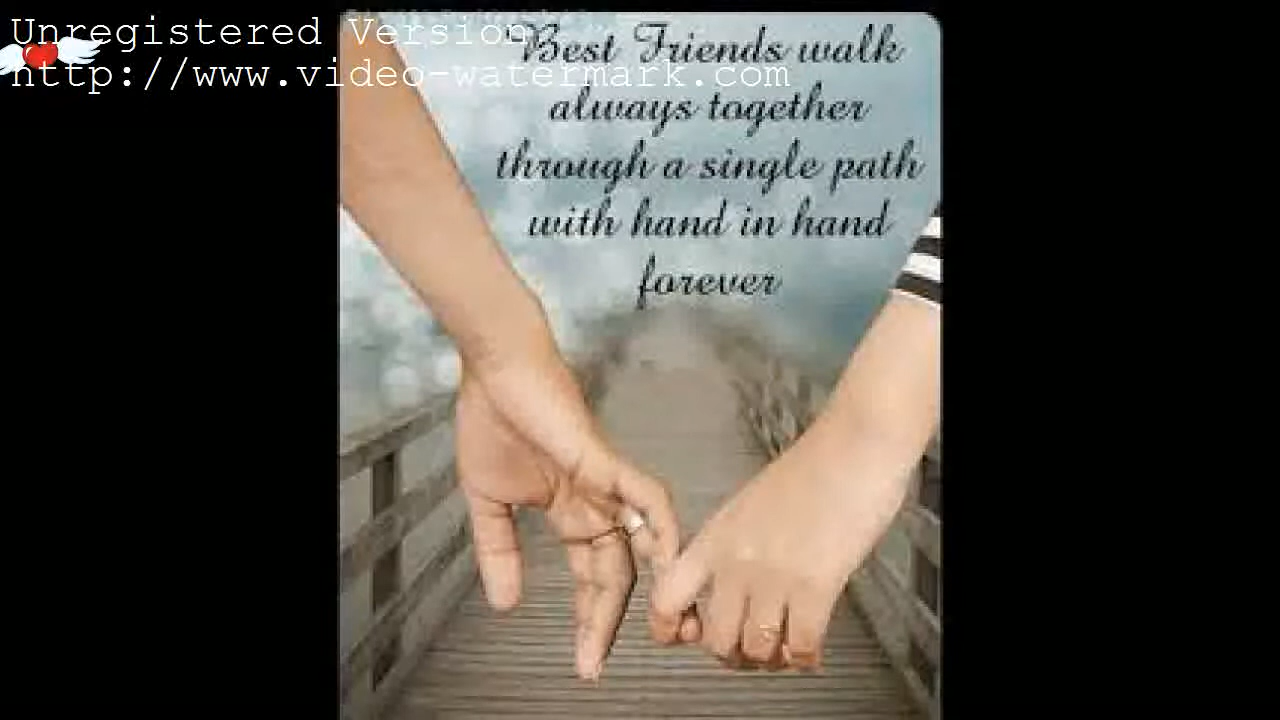 Unregistered Version
http://www.video-watermark.com
Best Friends walk
always together
through a single path
with hand in hand
forever